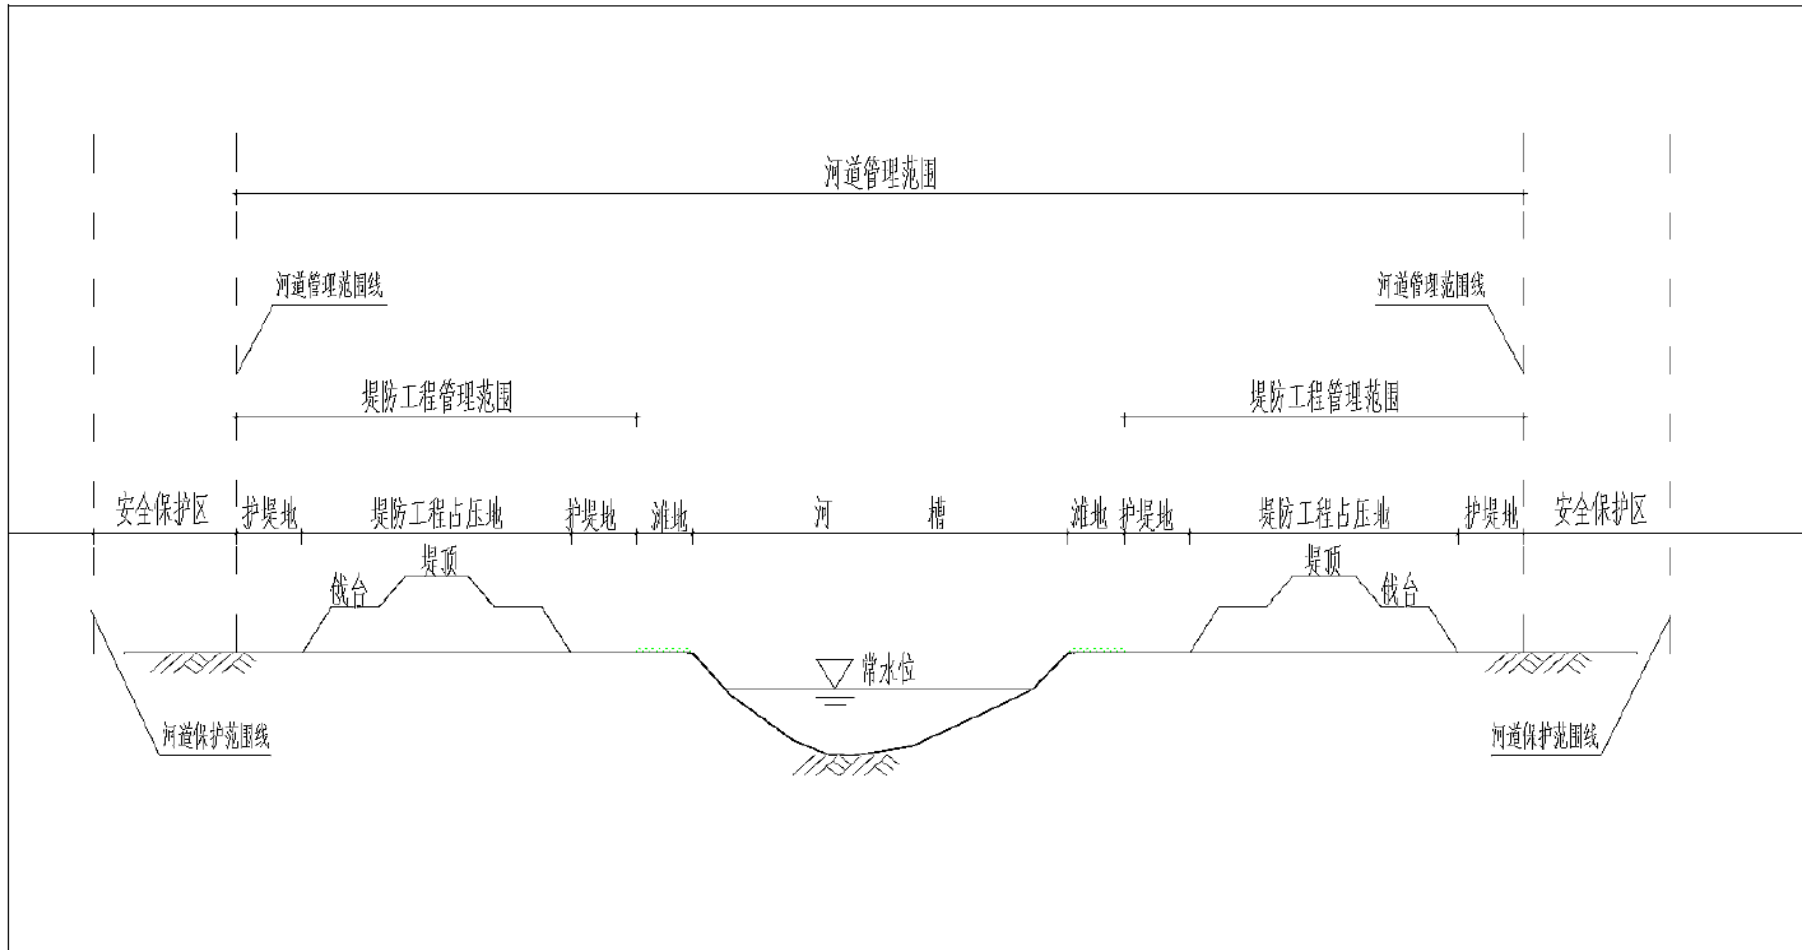 河道管理范围
河道管理范围线
河道管理范围线
堤防工程管理范围
堤防工程管理范围
安全保护区
护堤地
堤防工程占压地
护堤地
滩地
河 槽
滩地
护堤地
堤防工程占压地
护堤地
安全保护区
堤顶
堤顶
戗台
戗台
常水位
河道保护范围线
河道保护范围线